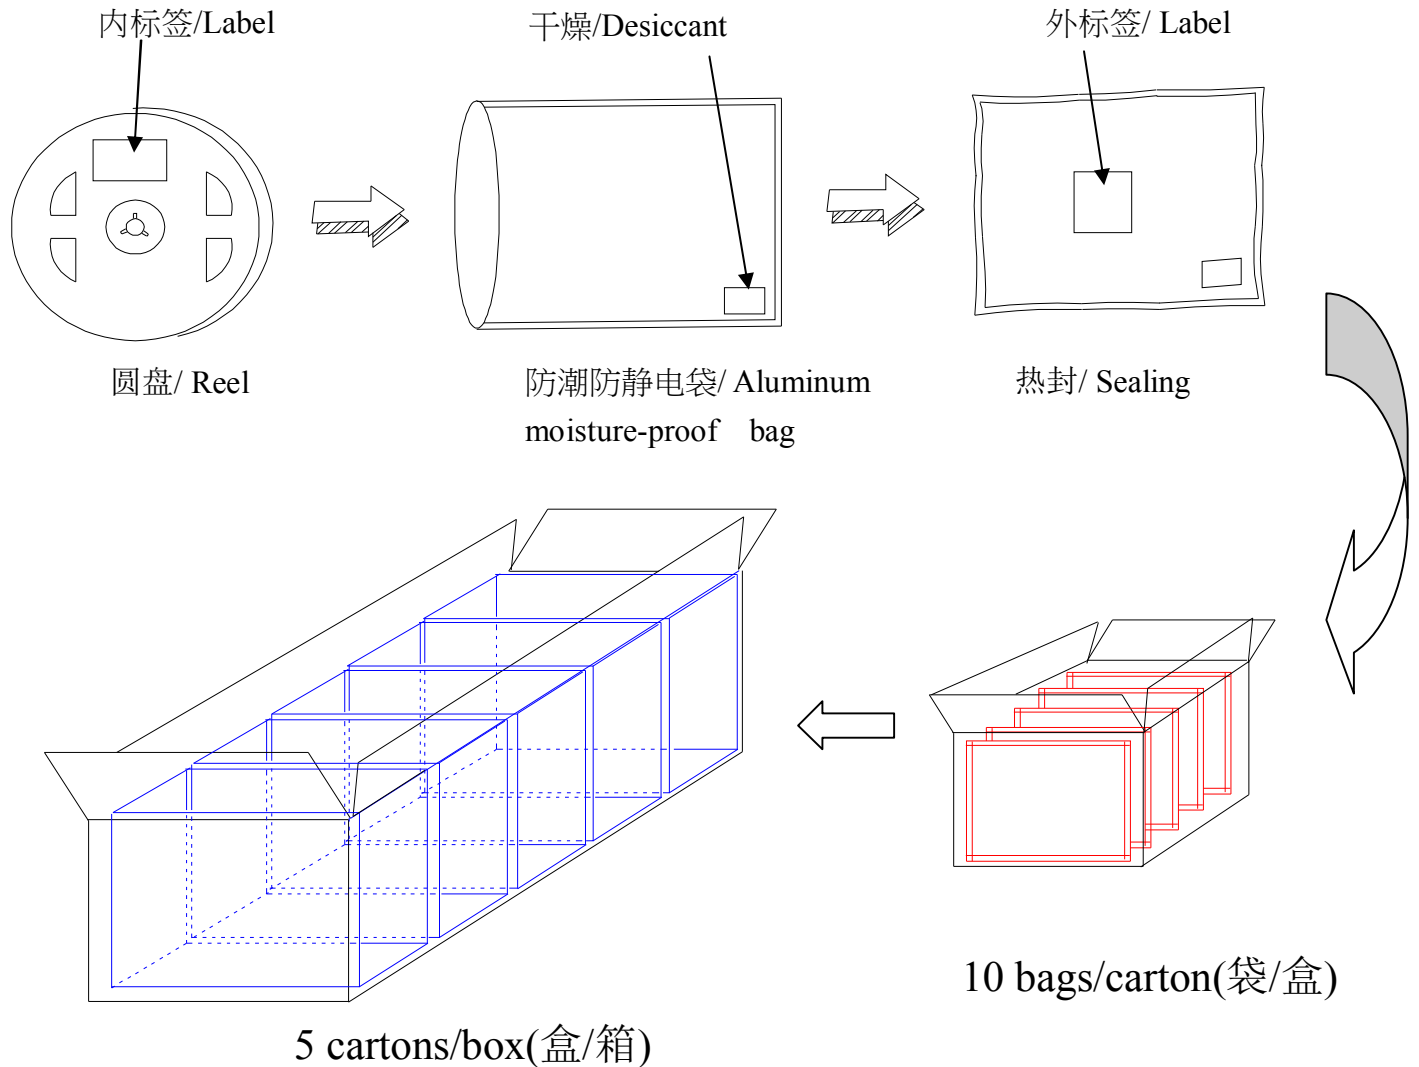 内标签/Label
干燥/Desiccant
外标签/ Label
圆盘/ Reel
防潮防静电袋/ Aluminum
moisture-proof bag
热封/ Sealing
10 bags/carton(袋/盒)
5 cartons/box(盒/箱)